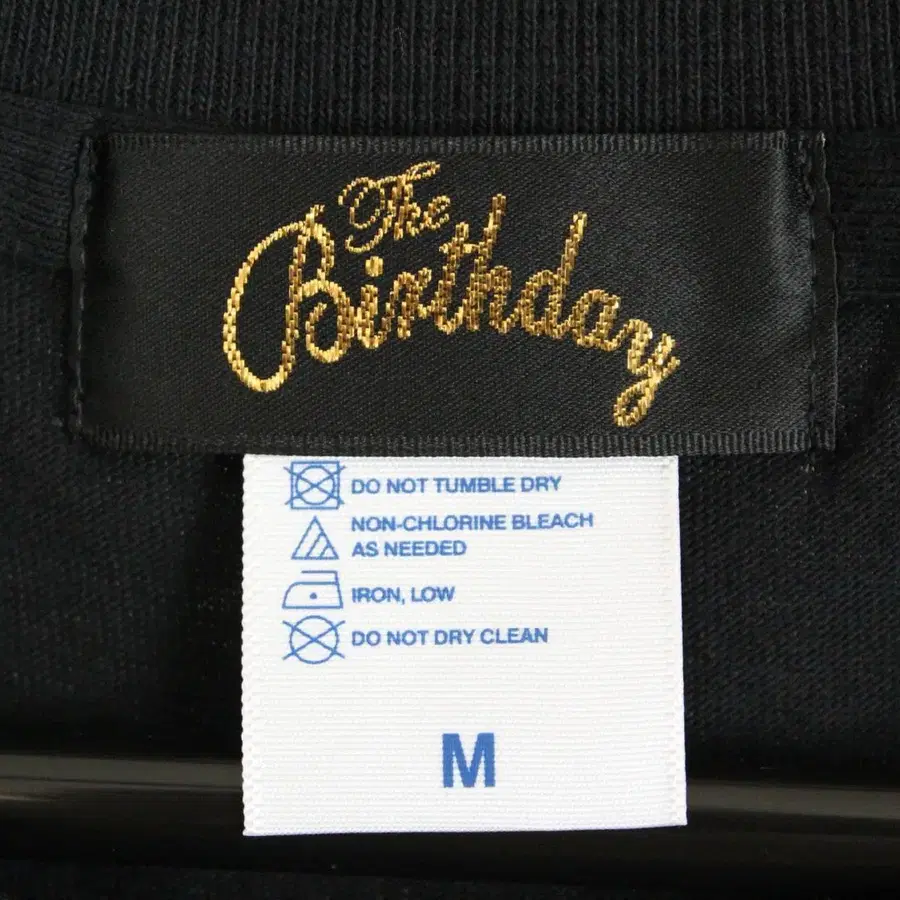 The
Birthday
DO NOT TUMBLE DRY
NON-CHLORINE BLEACH
AS NEEDED
IRON, LOW
DO NOT DRY CLEAN
M